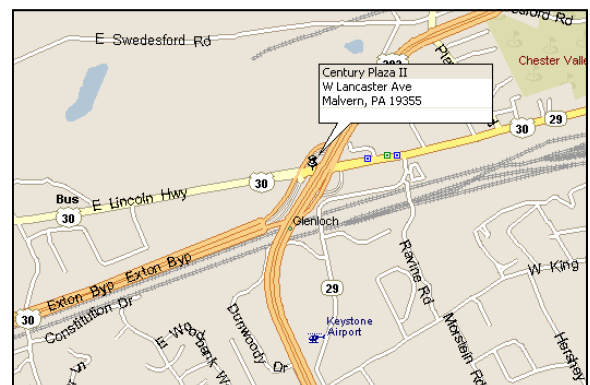 E Swedesford Rd
Chester Valle
Century Plaza II
W Lancaster Ave
Malvern, PA 19355
29
30
30
E Lincoln Hwy
Bus
30
Glenloch
Exton Byp Exton Byp
Ravine Rd
W King
29
30
Constitution Dr
Keystone
Airport
Dunwoody Dr
Morstein Rd
Hershey